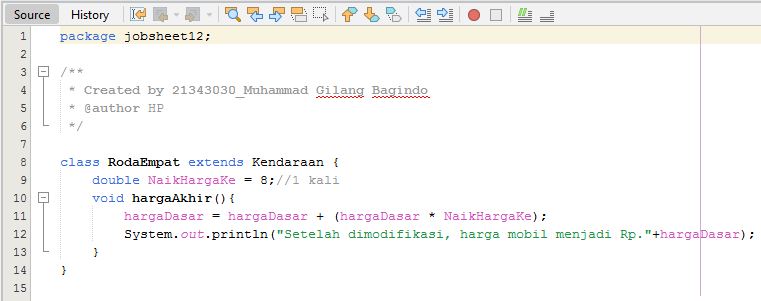 Source History
1 package jobsheet12;
2
3 /**
4 * Created by 21343030_Muhammad Gilang Bagindo
5 * @author HP
6 */
7
8 class RodaEmpat extends Kendaraan {
9 double NaikHargaKe = 8;//1 kali
10 void hargaAkhir(){
11 hargaDasar = hargaDasar + (hargaDasar * NaikHargaKe);
12 System.out.println("Setelah dimodifikasi, harga mobil menjadi Rp."+hargaDasar);
13 }
14 }
15